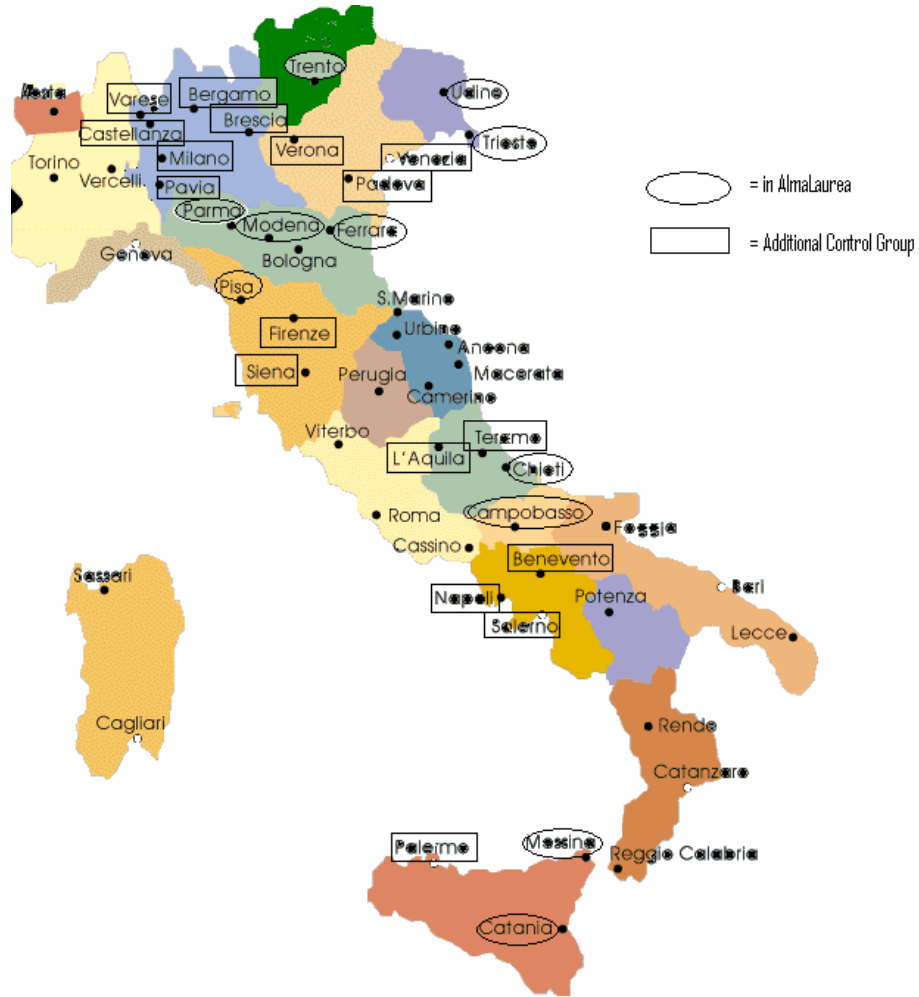 Trento
Aosta
Varese
Bergamo
Udine
Castellanza
Brescia
Trieste
Verona
Torino
Milano
Venezia
Vercelli
Pavia
Padova
= in AlmaLaurea
Parma
Modena
Ferrara
= Additional Control Group
Genova
Bologna
Pisa
S.Marino
Firenze
Urbino
Ancona
Siena
Perugia
Macerata
Camerino
Viterbo
Teramo
L'Aquila
Chieti
Roma
Campobasso
Foggia
Cassino
Benevento
Sassari
Bari
Napoli
Potenza
Salerno
Lecce
Cagliari
Rende
Catanzaro
Palermo
Messina
Reggio Calabria
Catania